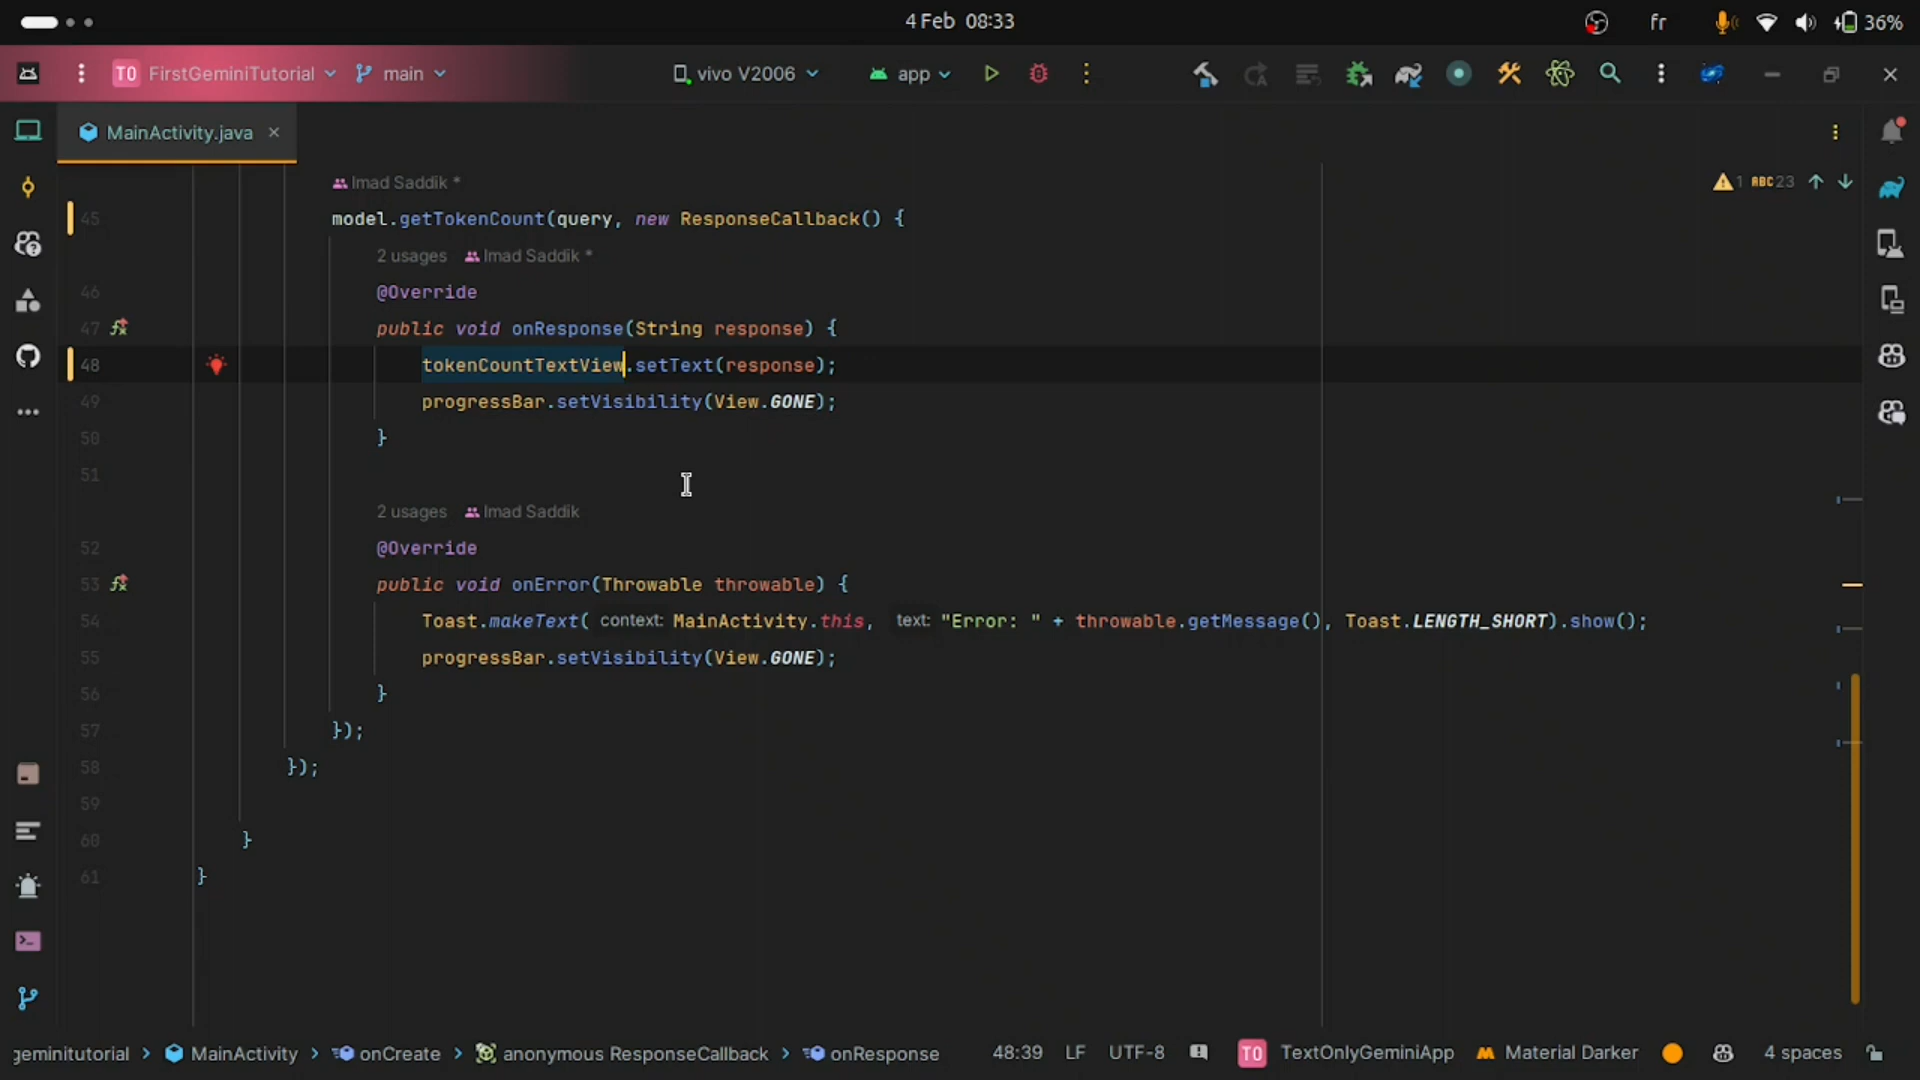 4 Feb 08:33
fr
36%
TO FirstGeminiTutorial
main
vivo V2006
app
MainActivity.java
Imad Saddik *
1 ABC 23
45 model.getTokenCount(query, new ResponseCallback() {
2 usages Imad Saddik *
46 @Override
47 public void onResponse(String response) {
48 tokenCountTextView.setText(response);
49 progressBar.setVisibility(View.GONE);
50 }
51
2 usages Imad Saddik
52 @Override
53 public void onError(Throwable throwable) {
54 Toast.makeText( context: MainActivity.this, text: "Error: " + throwable.getMessage(), Toast.LENGTH_SHORT).show();
55 progressBar.setVisibility(View.GONE);
56 }
57 });
58 });
59
60 }
61 }
geminitutorial > MainActivity > onCreate > anonymous ResponseCallback > onResponse
48:39 LF UTF-8 TO TextOnlyGeminiApp Material Darker 4 spaces